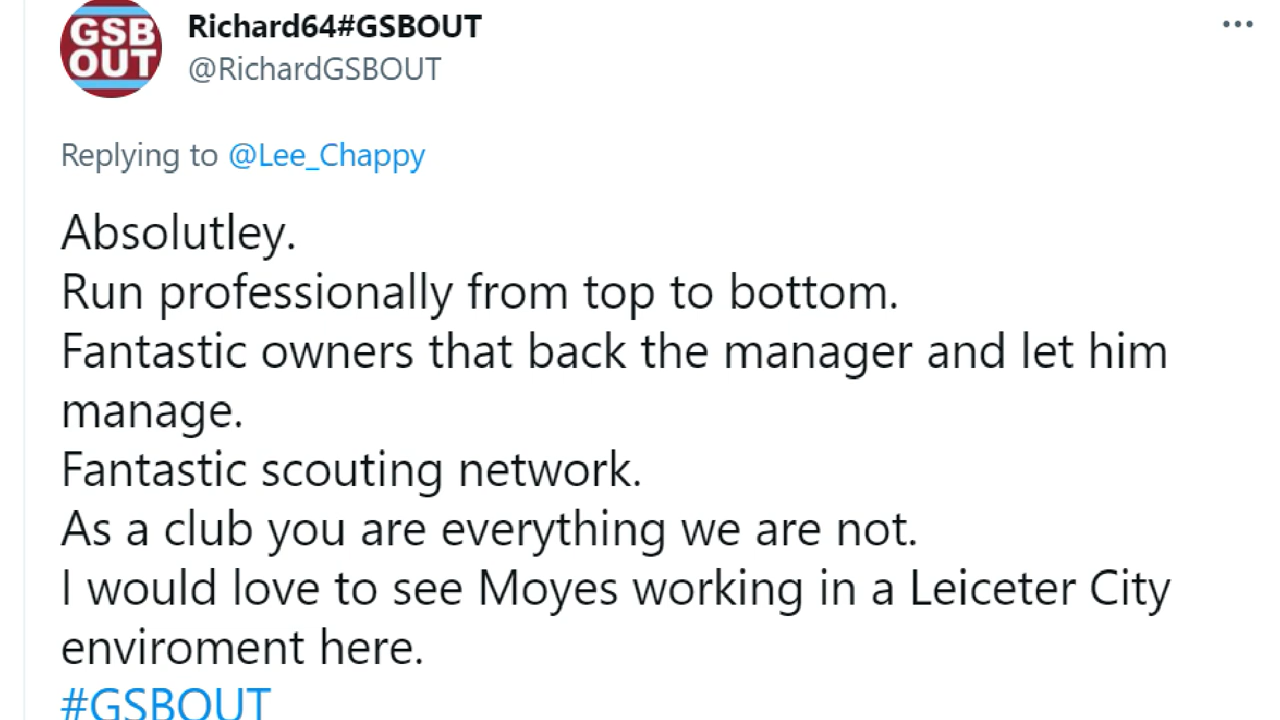 GSB
OUT
Richard64#GSBOUT
@RichardGSBOUT
Replying to @Lee_Chappy
Absolutley.
Run professionally from top to bottom.
Fantastic owners that back the manager and let him
manage.
Fantastic scouting network.
As a club you are everything we are not.
I would love to see Moyes working in a Leiceter City
enviroment here.
#GSBOUT